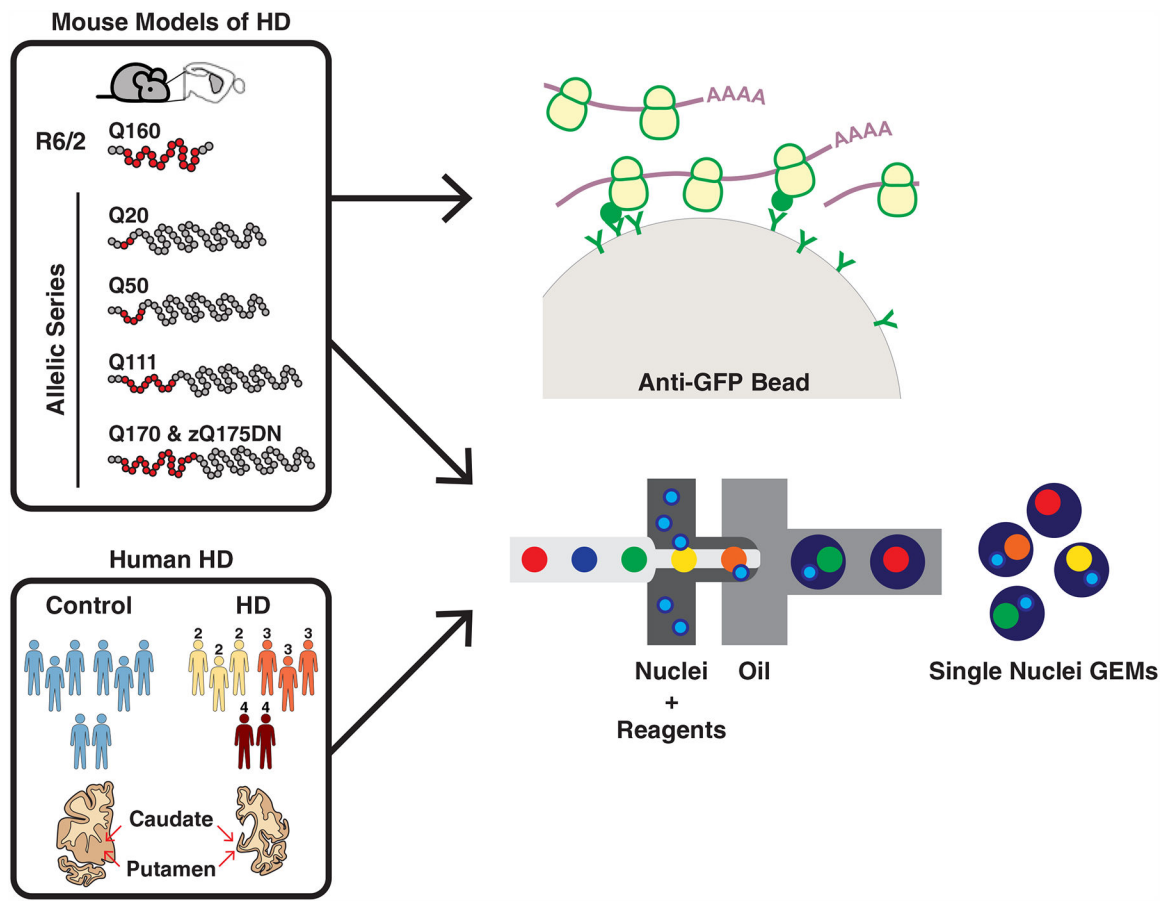 Mouse Models of HD
R6/2
Q160
Allelic Series
Q20
Q50
Q111
Q170 & zQ175DN
AAAA
AAAA
Anti-GFP Bead
Human HD
Control
HD
2
2
2
3
3
3
4
4
Caudate
Putamen
Nuclei
+
Reagents
Oil
Single Nuclei GEMs